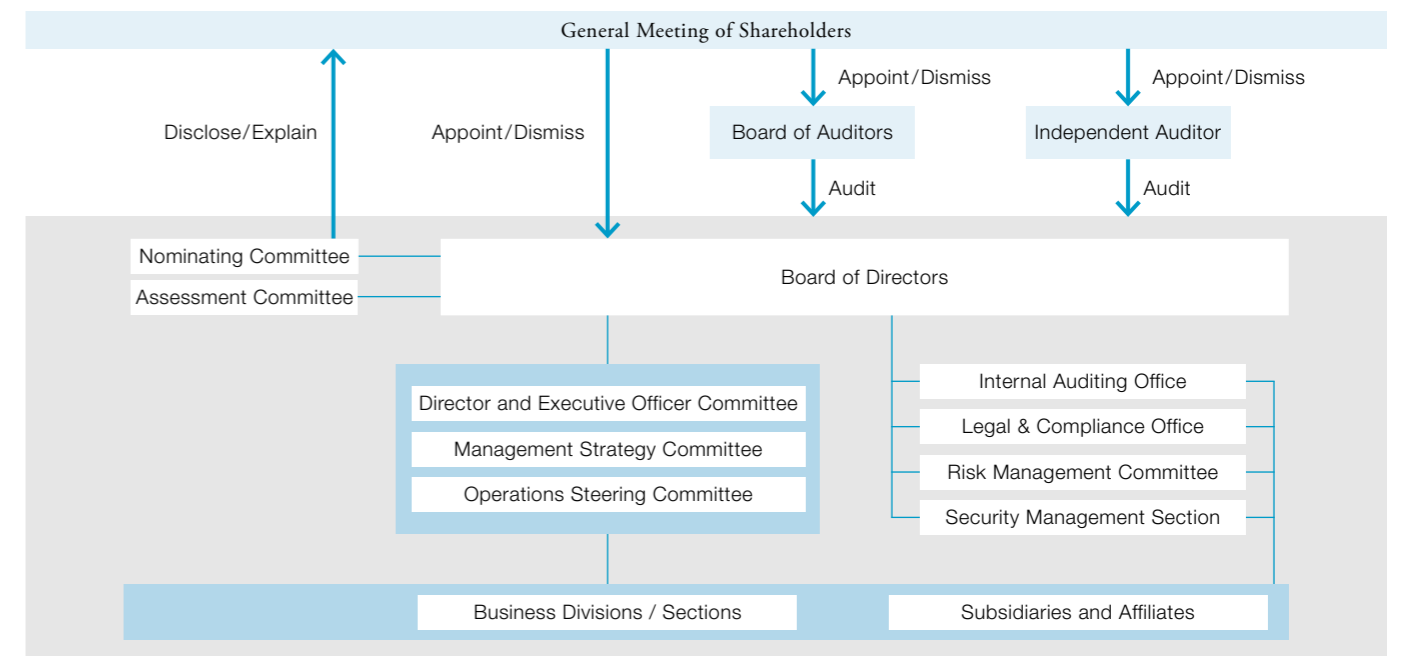 General Meeting of Shareholders
Appoint/Dismiss
Appoint/Dismiss
Disclose/Explain
Appoint/Dismiss
Board of Auditors
Independent Auditor
Audit
Audit
Nominating Committee
Assessment Committee
Board of Directors
Director and Executive Officer Committee
Management Strategy Committee
Operations Steering Committee
Internal Auditing Office
Legal & Compliance Office
Risk Management Committee
Security Management Section
Business Divisions / Sections
Subsidiaries and Affiliates